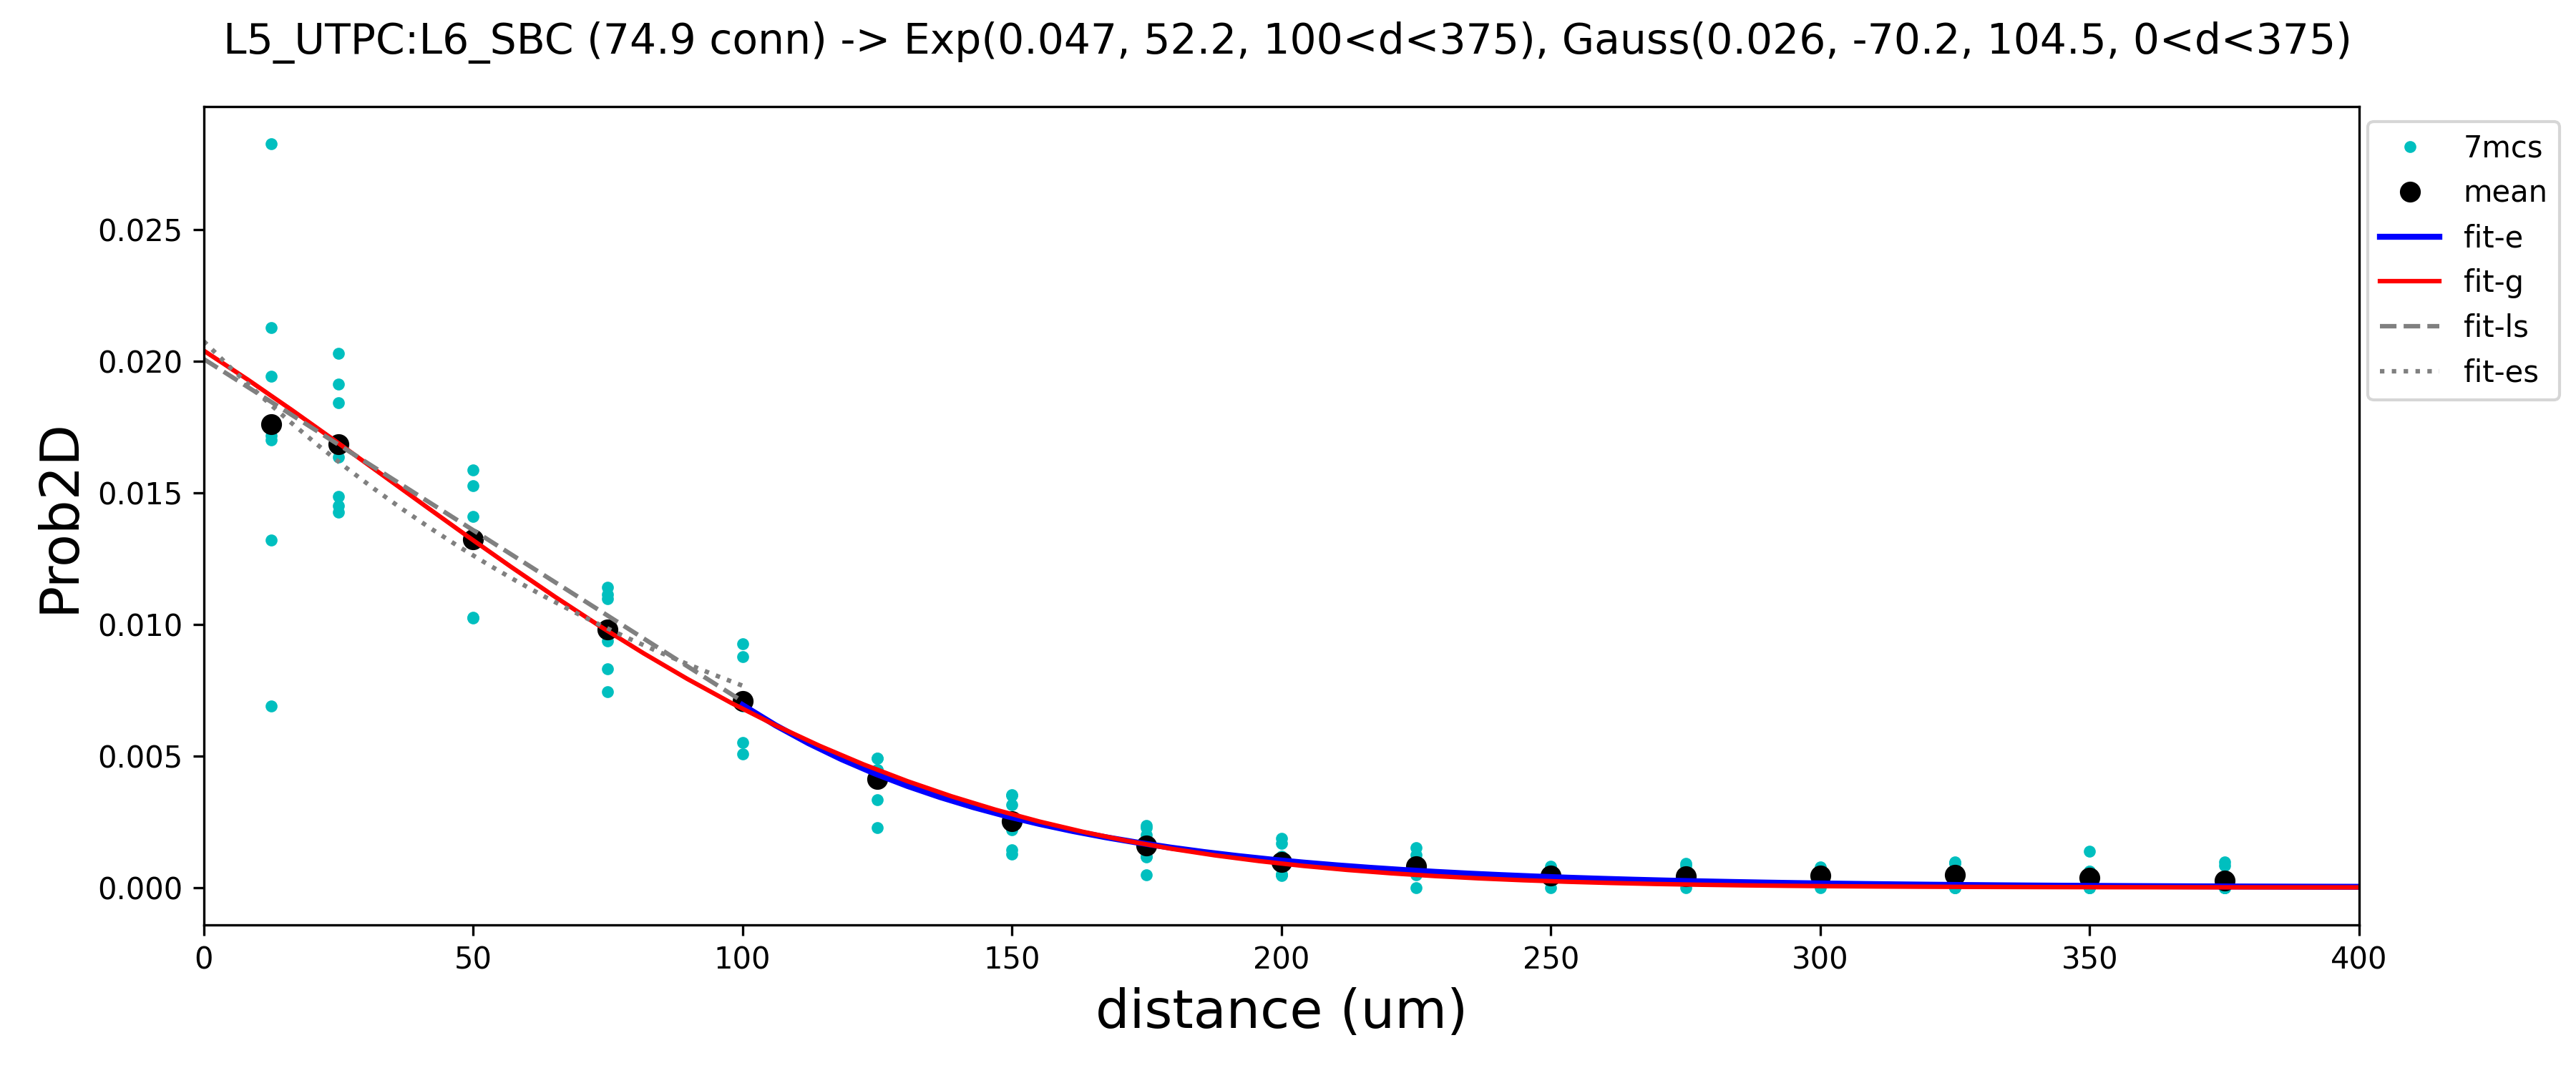 L5_UTPC:L6_SBC (74.9 conn) -> Exp(0.047, 52.2, 100<d<375), Gauss(0.026, -70.2, 104.5, 0<d<375)
7mcs
mean
fit-e
fit-g
fit-ls
fit-es
Prob2D
0.025
0.020
0.015
0.010
0.005
0.000
0 50 100 150 200 250 300 350 400
distance (um)